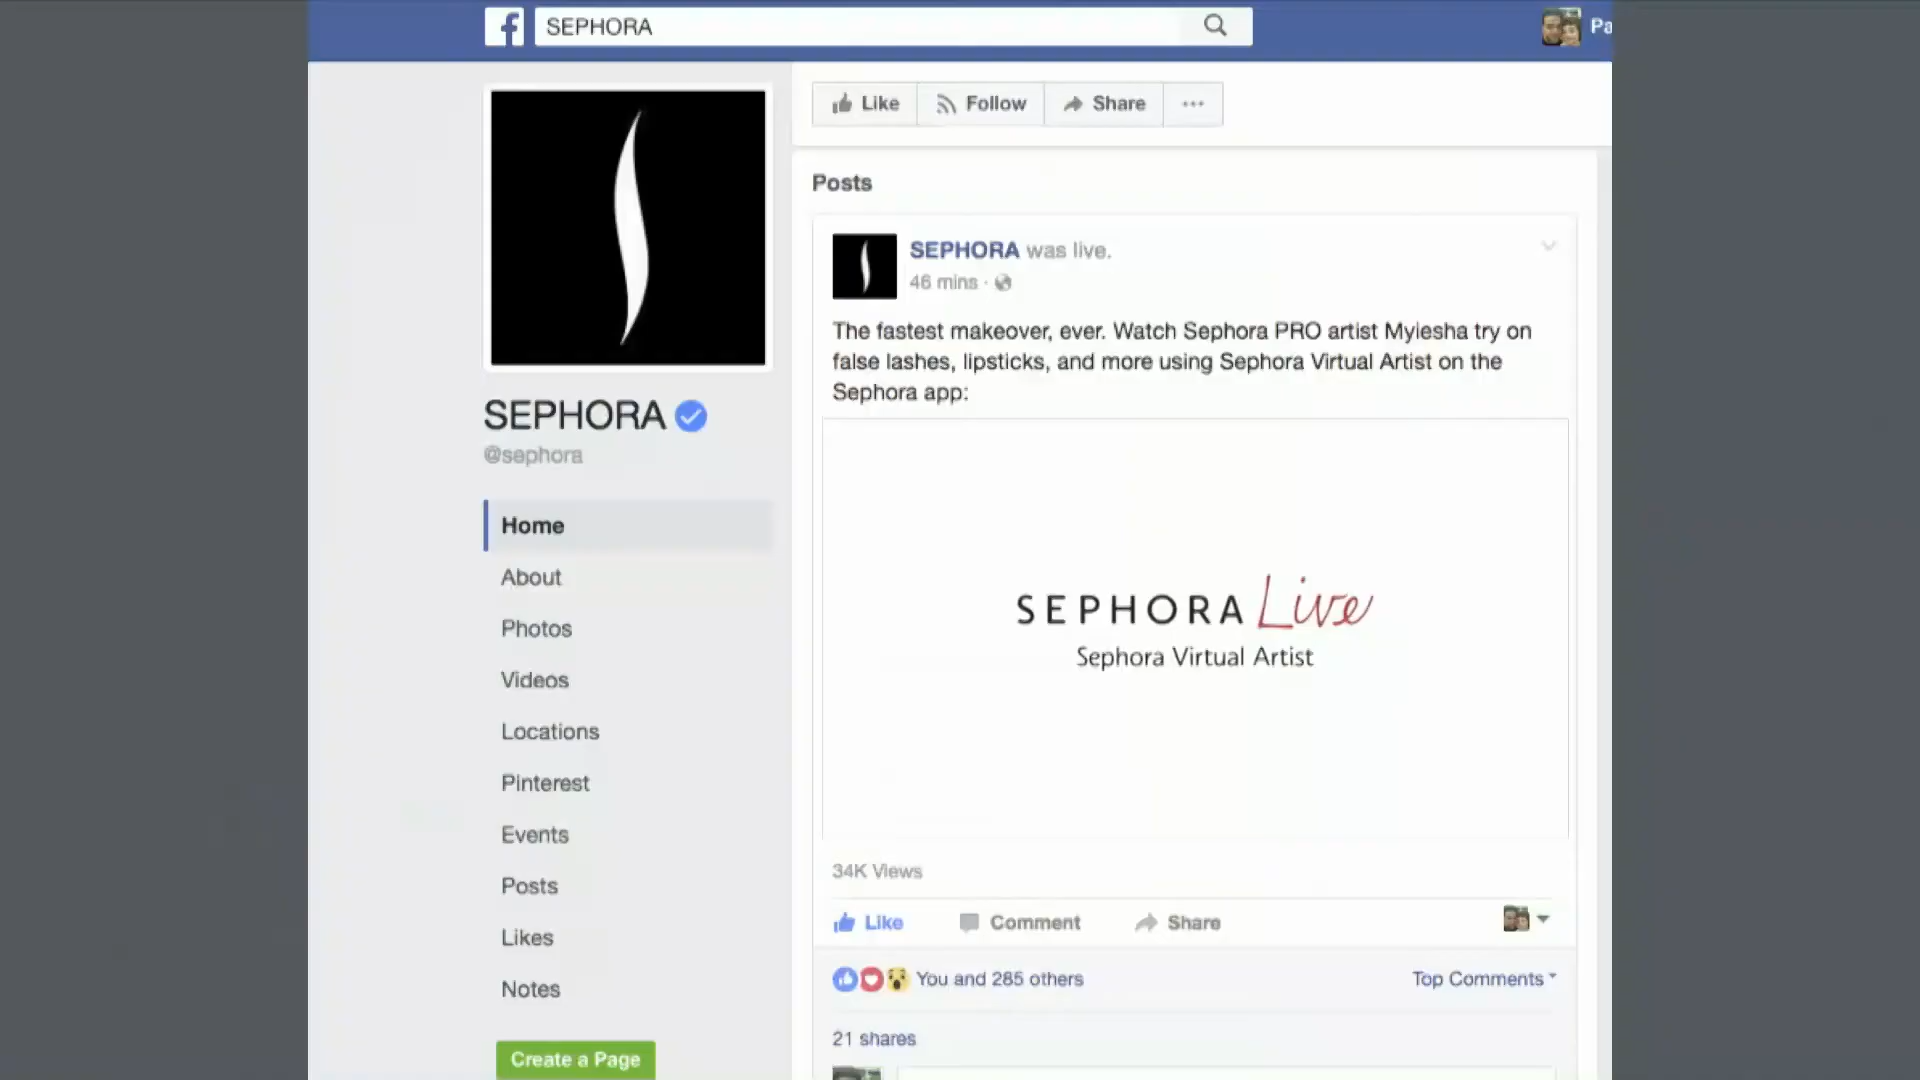 SEPHORA
Pa
Like
Follow
Share
SEPHORA
@sephora
Home
About
Photos
Videos
Locations
Pinterest
Events
Posts
Likes
Notes
Create a Page
Posts
SEPHORA was live.
46 mins ·
The fastest makeover, ever. Watch Sephora PRO artist Myiesha try on
false lashes, lipsticks, and more using Sephora Virtual Artist on the
Sephora app:
SEPHORA Live
Sephora Virtual Artist
34K Views
Like
Comment
Share
You and 285 others
Top Comments
21 shares